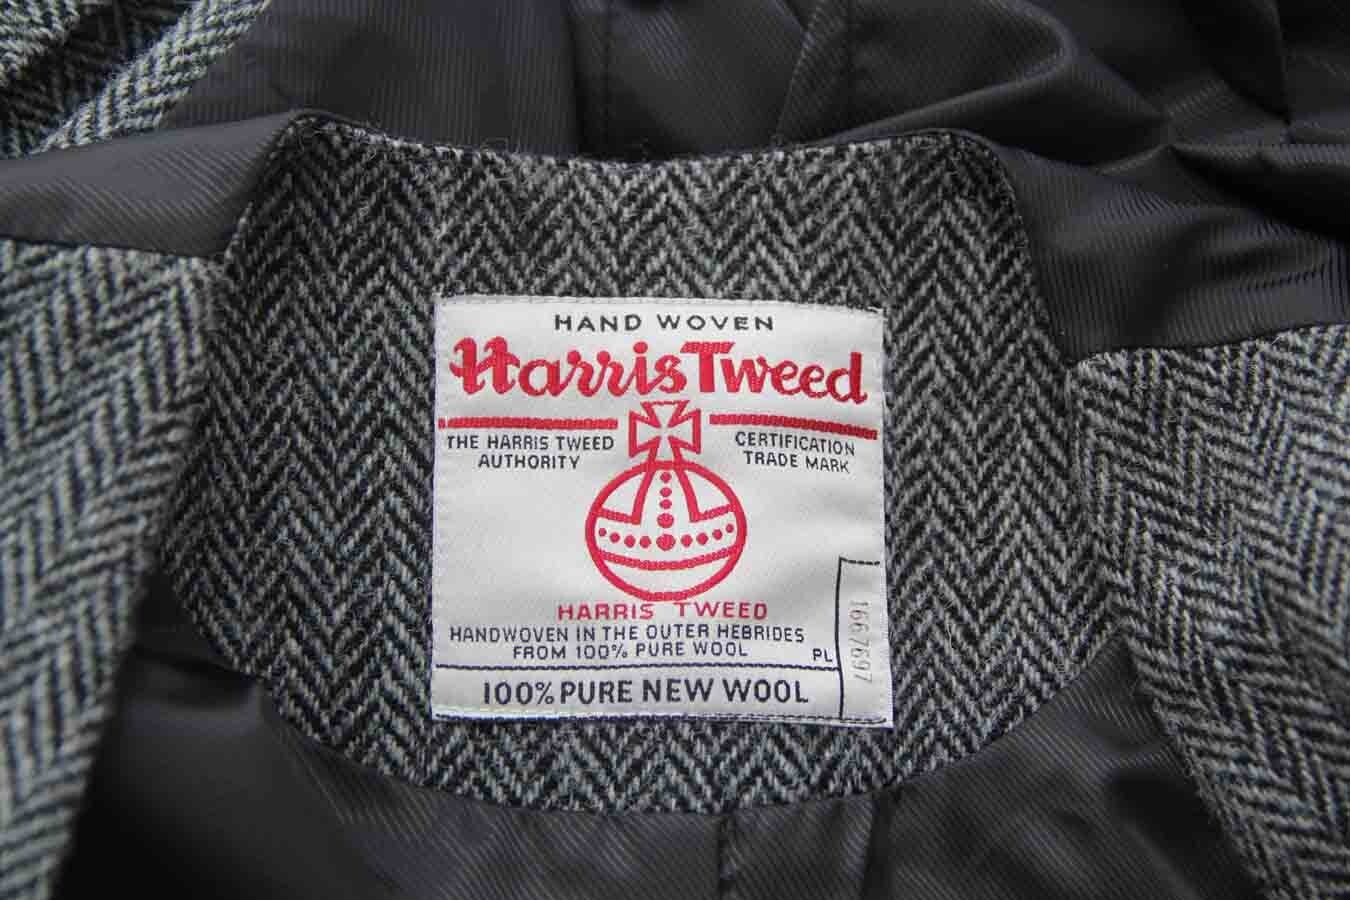 HAND WOVEN
Harris Tweed
THE HARRIS TWEED
AUTHORITY
CERTIFICATION
TRADE MARK
HARRIS TWEED
HANDWOVEN IN THE OUTER HEBRIDES
FROM 100% PURE WOOL
PL
100% PURE NEW WOOL
1667697